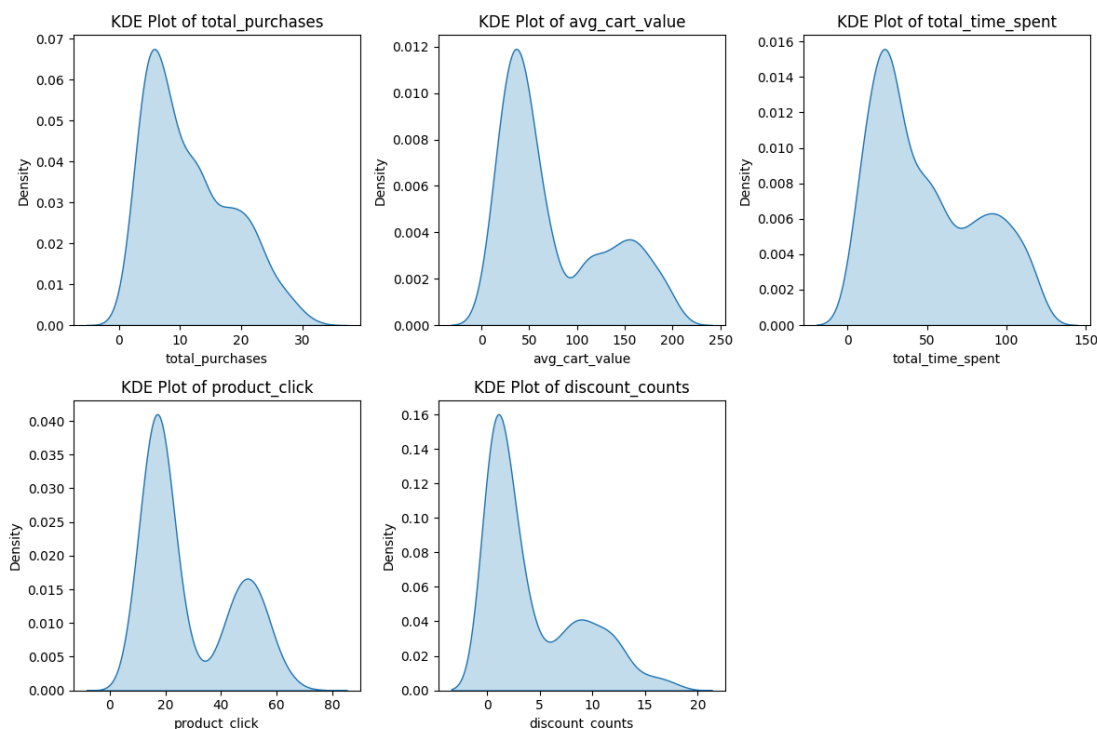 KDE Plot of total_purchases
0.07
0.06
0.05
0.04
0.03
0.02
0.01
0.00
Density
0 10 20 30
total_purchases
KDE Plot of avg_cart_value
0.012
0.010
0.008
0.006
0.004
0.002
0.000
Density
0 50 100 150 200 250
avg_cart_value
KDE Plot of total_time_spent
0.016
0.014
0.012
0.010
0.008
0.006
0.004
0.002
0.000
Density
0 50 100 150
total_time_spent
KDE Plot of product_click
0.040
0.035
0.030
0.025
0.020
0.015
0.010
0.005
0.000
Density
0 20 40 60 80
product_click
KDE Plot of discount_counts
0.16
0.14
0.12
0.10
0.08
0.06
0.04
0.02
0.00
Density
0 5 10 15 20
discount_counts